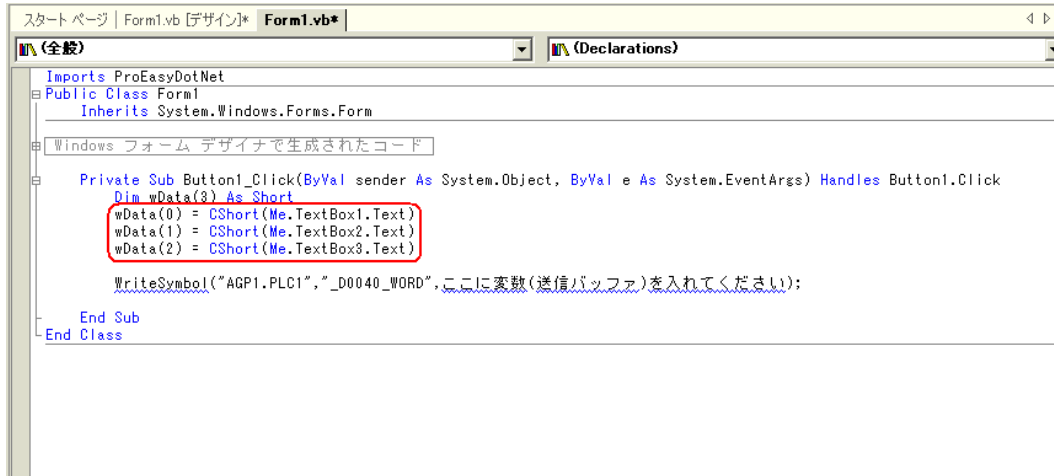 スタート ページ | Form1.vb [デザイン]* Form1.vb*
(全般) (Declarations)
Imports ProEasyDotNet
Public Class Form1
Inherits System.Windows.Forms.Form
Windows フォーム デザイナで生成されたコード
Private Sub Button1_Click(ByVal sender As System.Object, ByVal e As System.EventArgs) Handles Button1.Click
Dim wData(3) As Short
wData(0) = CShort(Me.TextBox1.Text)
wData(1) = CShort(Me.TextBox2.Text)
wData(2) = CShort(Me.TextBox3.Text)
WriteSymbol("AGP1.PLC1","_D0040_WORD",ここに変数(送信バッファ)を入れてください);
End Sub
End Class